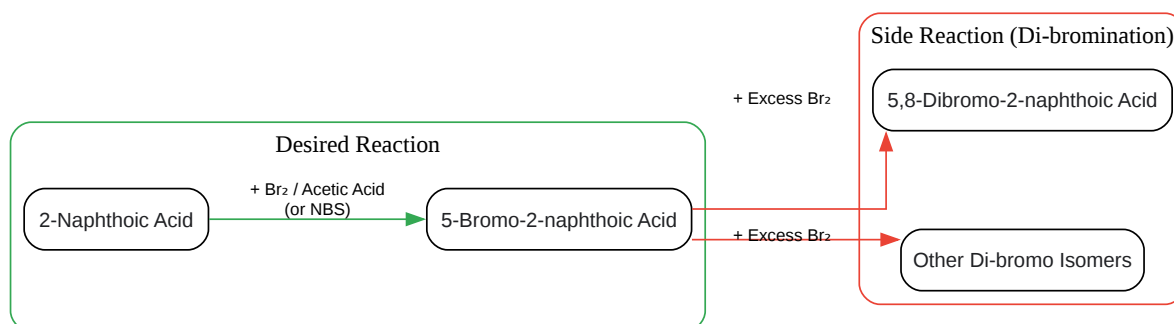 Side Reaction (Di-bromination)
5,8-Dibromo-2-naphthoic Acid
+ Excess Br₂
Desired Reaction
2-Naphthoic Acid
+ Br₂ / Acetic Acid
(or NBS)
5-Bromo-2-naphthoic Acid
+ Excess Br₂
Other Di-bromo Isomers